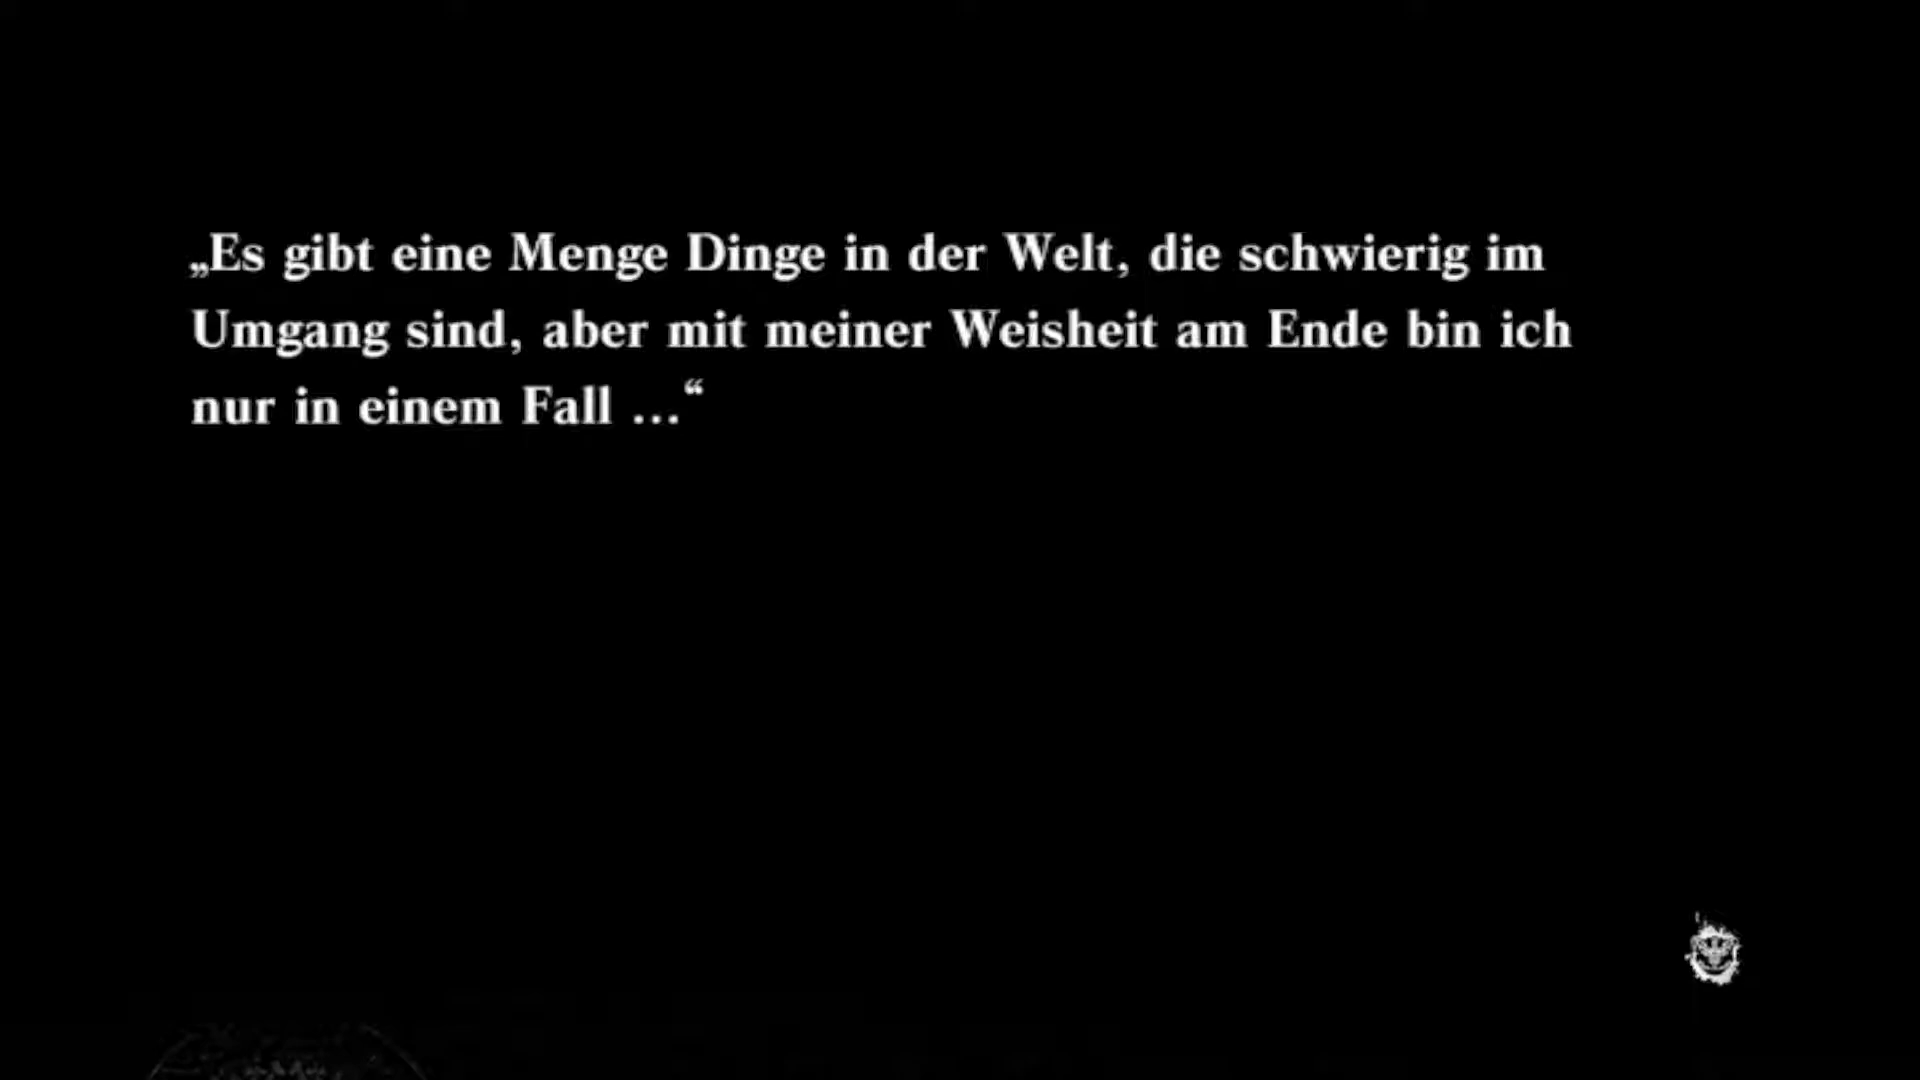 „Es gibt eine Menge Dinge in der Welt, die schwierig im
Umgang sind, aber mit meiner Weisheit am Ende bin ich
nur in einem Fall ...“